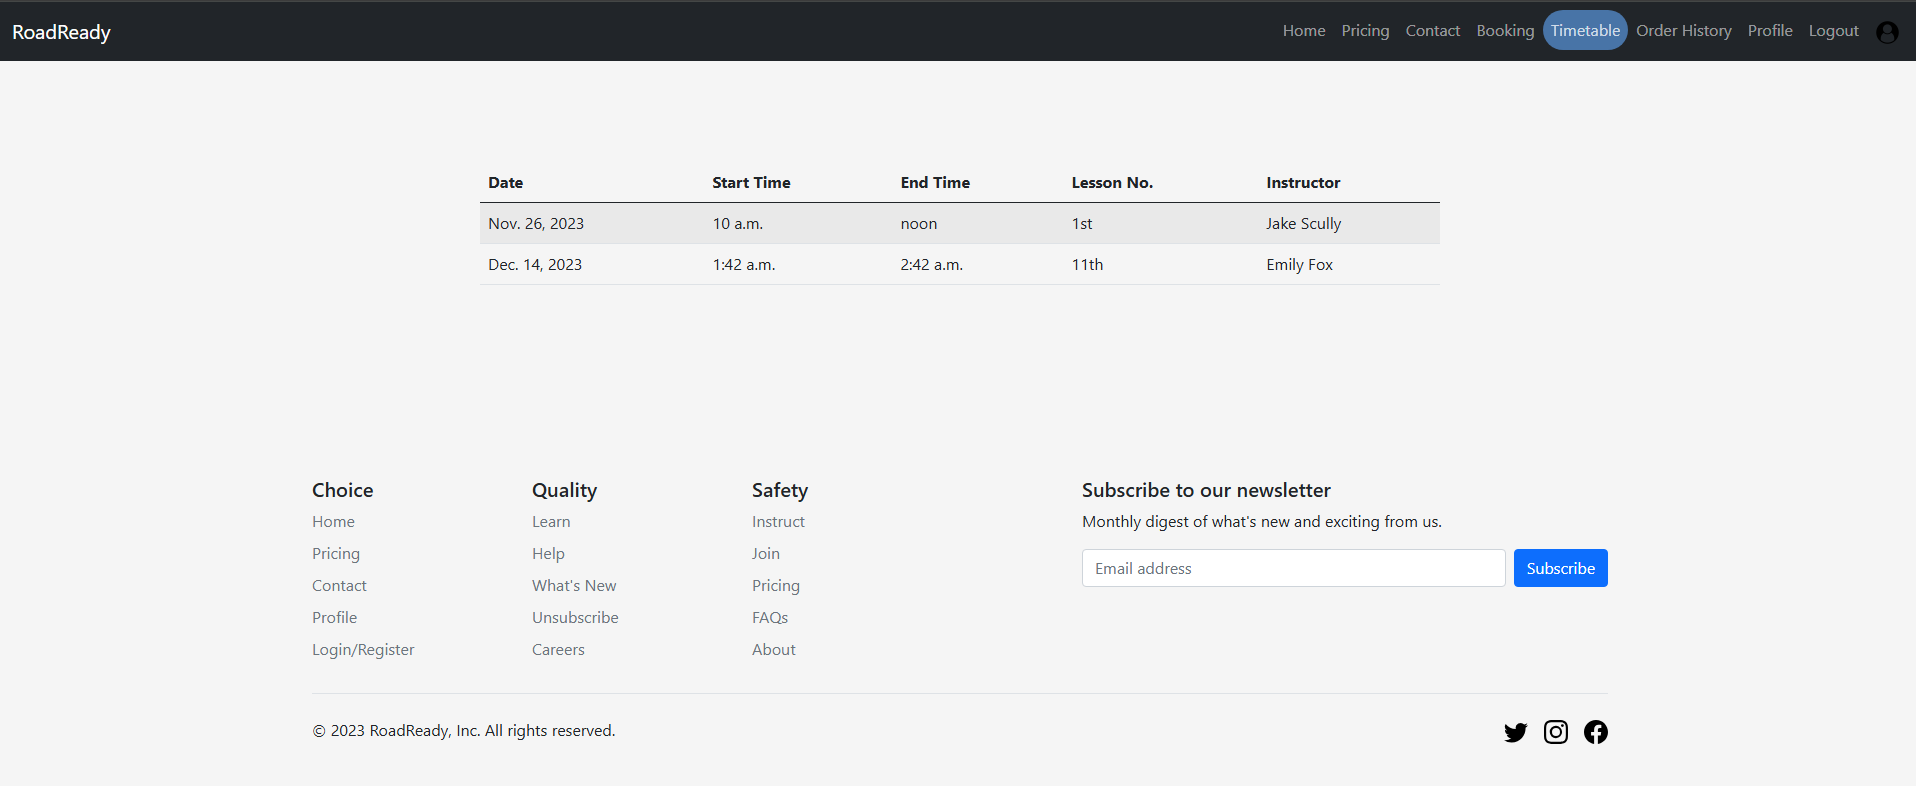 RoadReady Home Pricing Contact Booking Timetable Order History Profile Logout
Date Start Time End Time Lesson No. Instructor
Nov. 26, 2023 10 a.m. noon 1st Jake Scully
Dec. 14, 2023 1:42 a.m. 2:42 a.m. 11th Emily Fox
Choice
Home
Pricing
Contact
Profile
Login/Register
Quality
Learn
Help
What's New
Unsubscribe
Careers
Safety
Instruct
Join
Pricing
FAQs
About
Subscribe to our newsletter
Monthly digest of what's new and exciting from us.
Email address Subscribe
© 2023 RoadReady, Inc. All rights reserved.